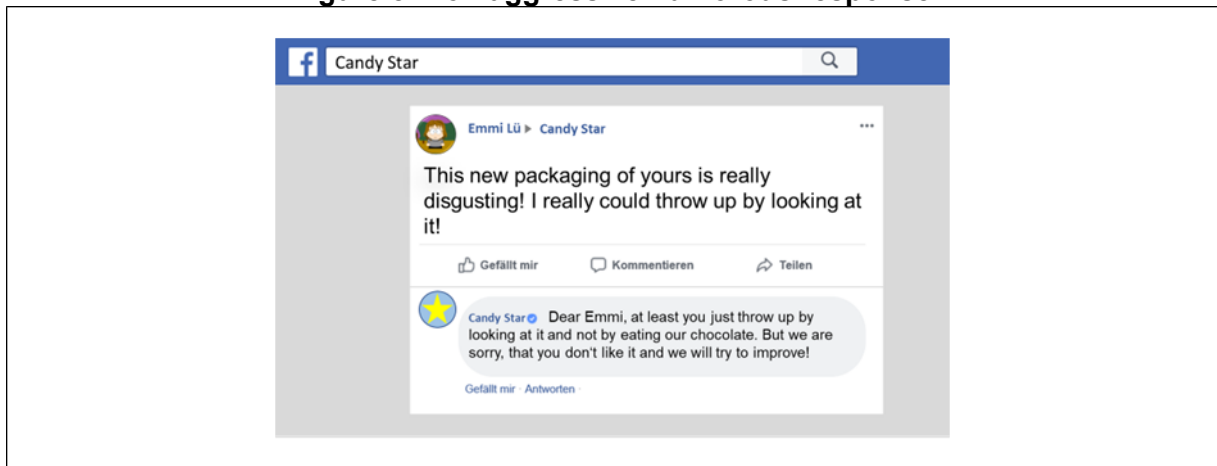 Candy Star
Emmi Lü ▸ Candy Star
This new packaging of yours is really
disgusting! I really could throw up by looking at
it!
Gefällt mir Kommentieren Teilen
Candy Star Dear Emmi, at least you just throw up by
looking at it and not by eating our chocolate. But we are
sorry, that you don't like it and we will try to improve!
Gefällt mir · Antworten ·